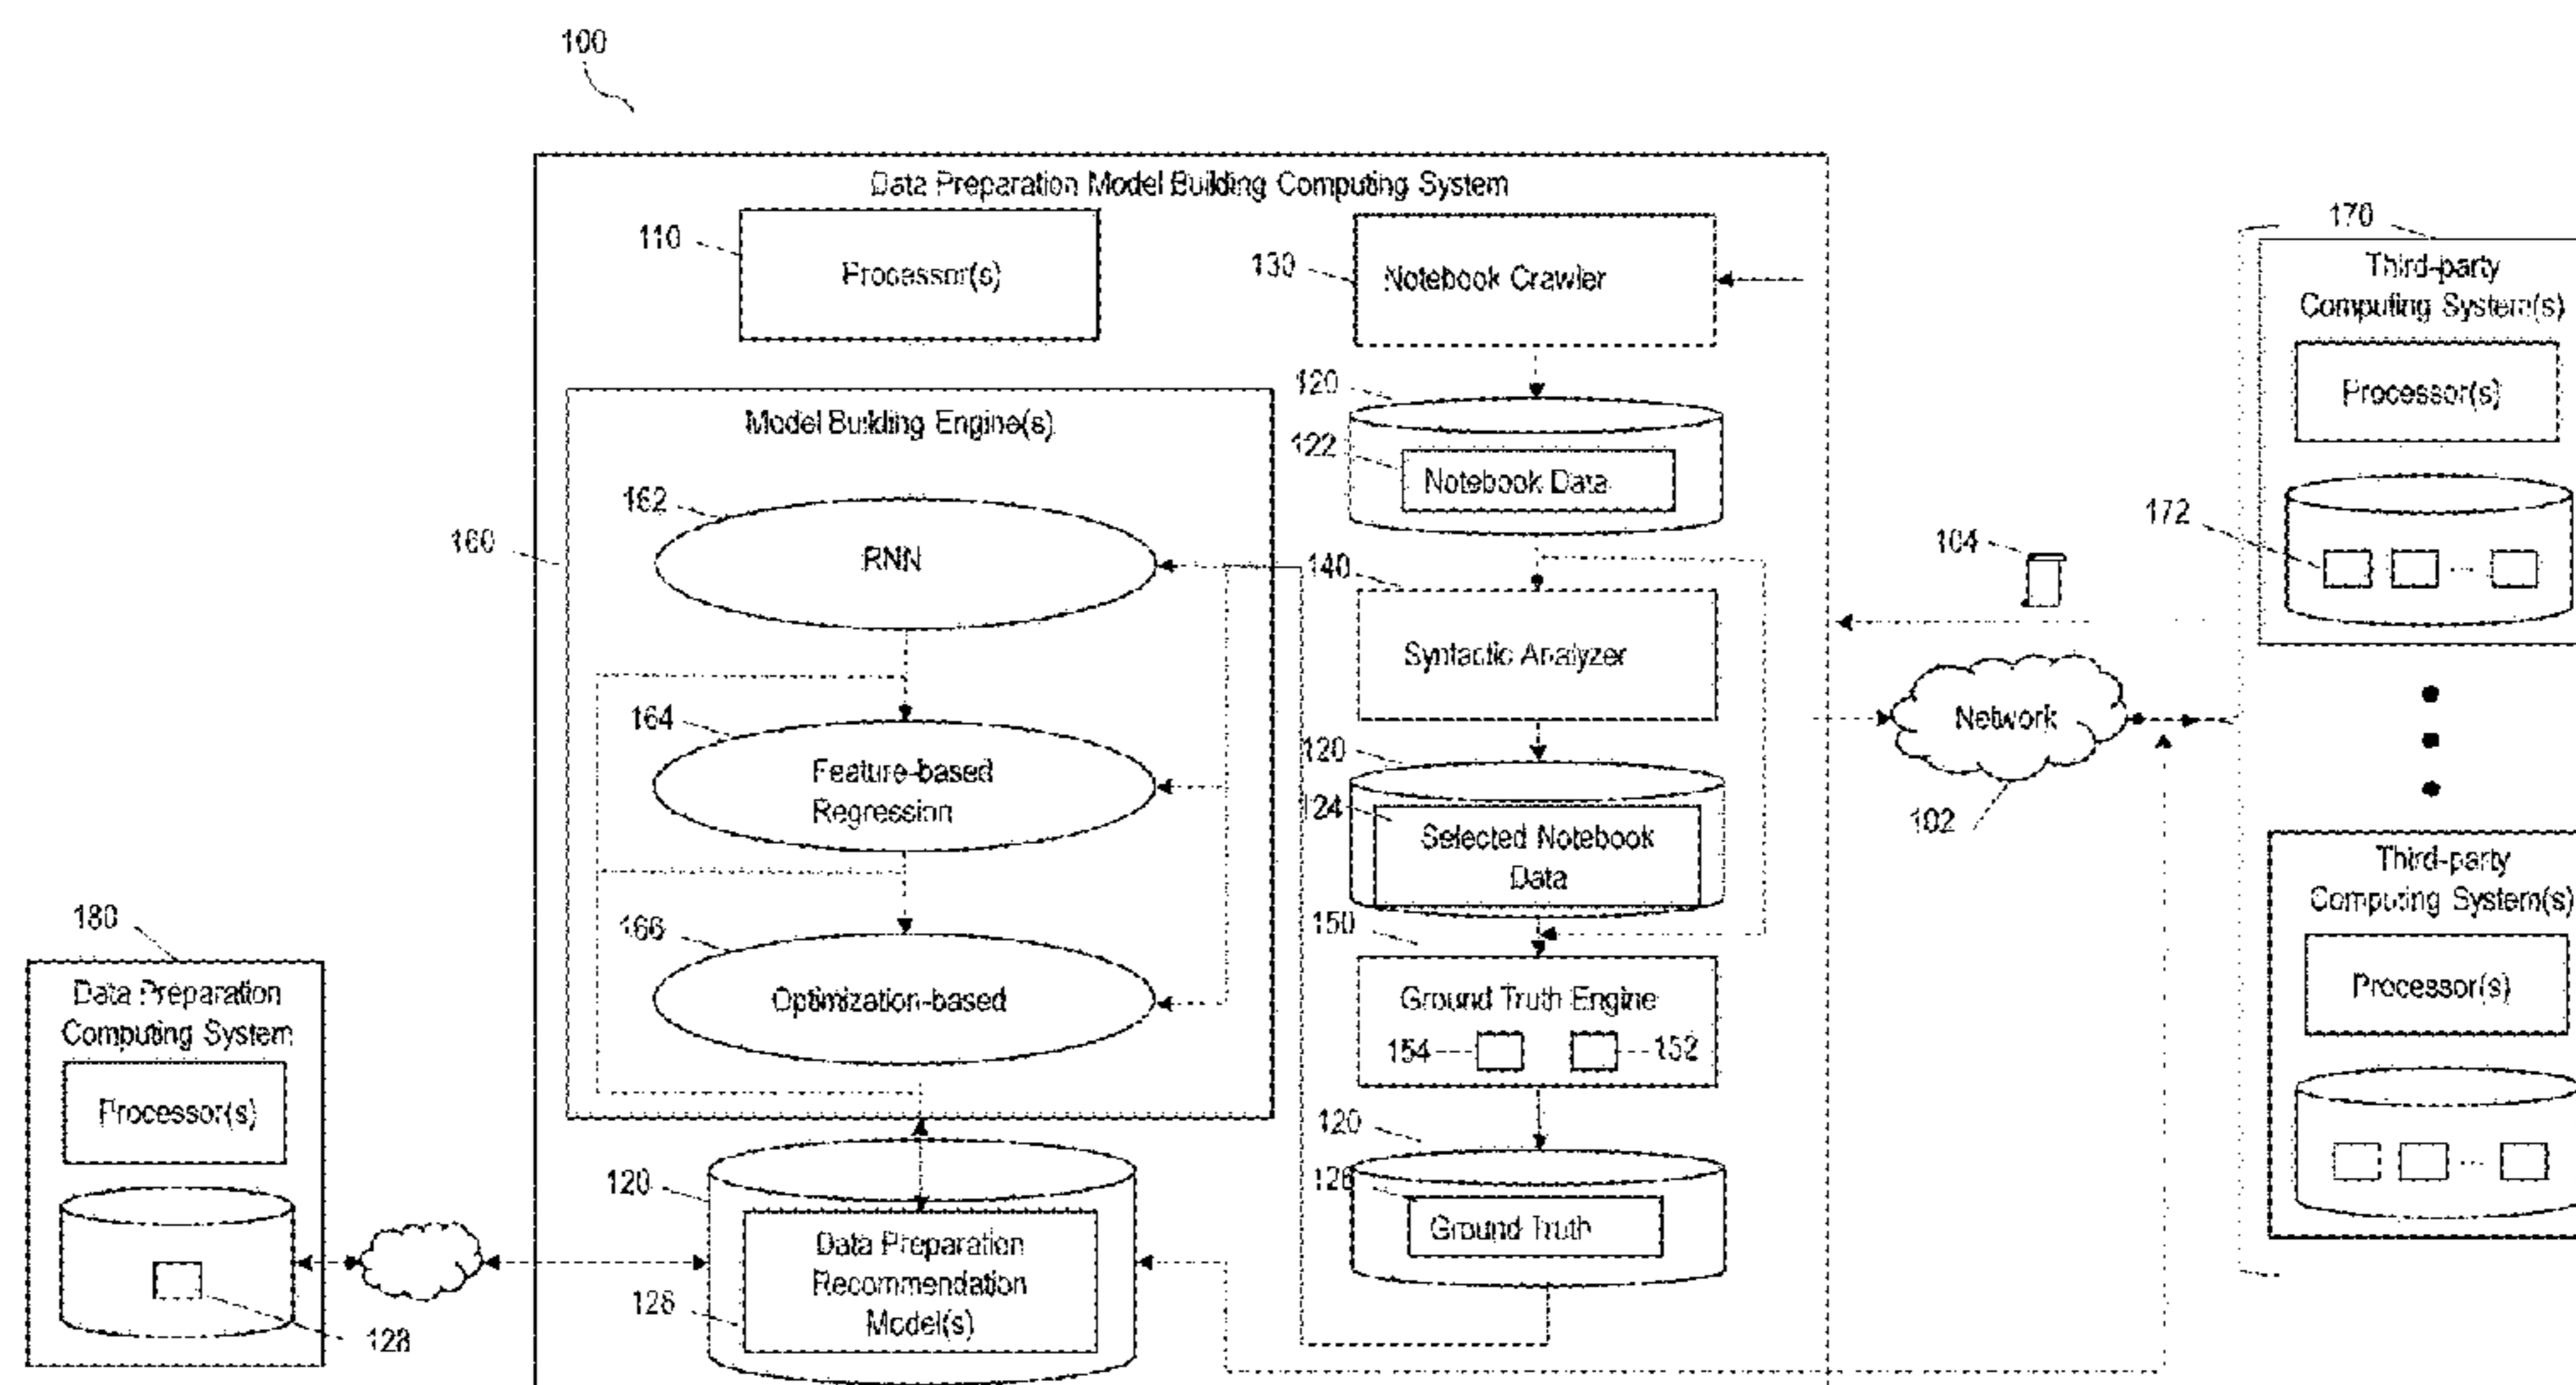 100
Data Preparation Model Building Computing System
110
Processor(s)
130
Notebook Crawler
170
Third-party
Computing System(s)
Processor(s)
172
120
122
Notebook Data
Model Building Engine(s)
160
162
RNN
140
Syntactic Analyzer
104
Network
102
164
Feature-based
Regression
120
124
Selected Notebook
Data
150
Ground Truth Engine
154
152
166
Optimization-based
Third-party
Computing System(s)
Processor(s)
180
Data Preparation
Computing System
Processor(s)
128
120
Data Preparation
Recommendation
Model(s)
128
120
126
Ground Truth